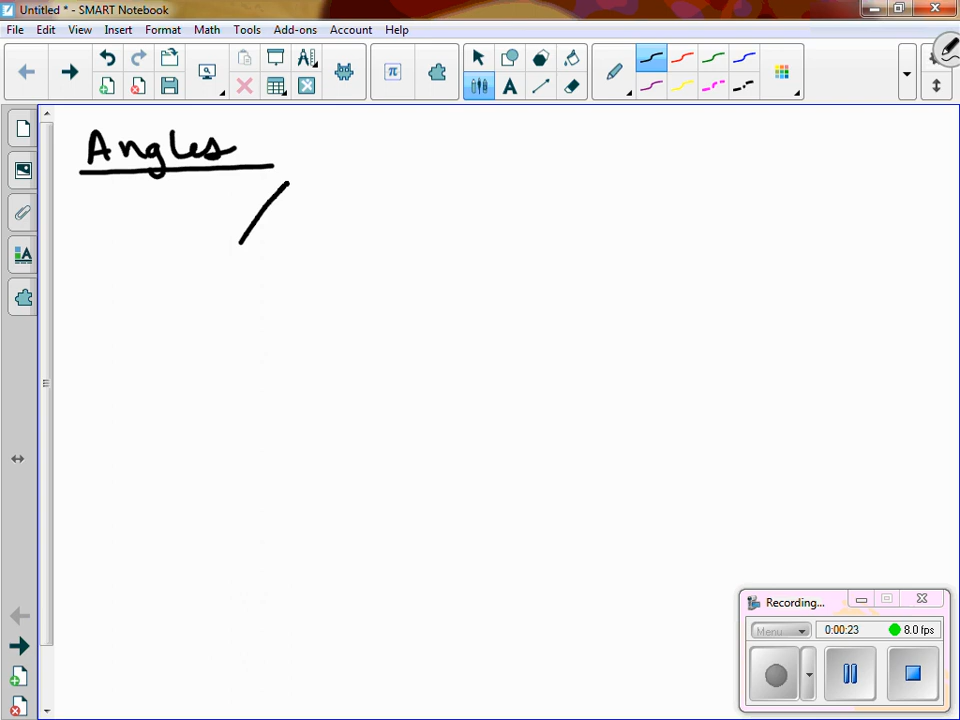 Untitled * - SMART Notebook
File Edit View Insert Format Math Tools Add-ons Account Help
Angles
Recording...
Menu 0:00:23 8.0 fps